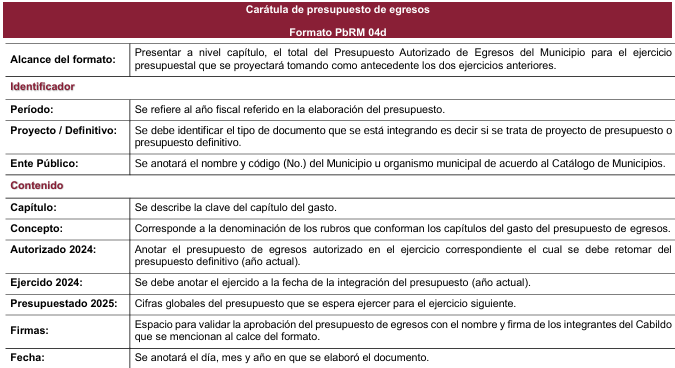 Carátula de presupuesto de egresos
Formato PbRM 04d
Alcance del formato:
Presentar a nivel capítulo, el total del Presupuesto Autorizado de Egresos del Municipio para el ejercicio
presupuestal que se proyectará tomando como antecedente los dos ejercicios anteriores.
Identificador
Período:
Se refiere al año fiscal referido en la elaboración del presupuesto.
Proyecto / Definitivo:
Se debe identificar el tipo de documento que se está integrando es decir si se trata de proyecto de presupuesto o
presupuesto definitivo.
Ente Público:
Se anotará el nombre y código (No.) del Municipio u organismo municipal de acuerdo al Catálogo de Municipios.
Contenido
Capítulo:
Se describe la clave del capítulo del gasto.
Concepto:
Corresponde a la denominación de los rubros que conforman los capítulos del gasto del presupuesto de egresos.
Autorizado 2024:
Anotar el presupuesto de egresos autorizado en el ejercicio correspondiente el cual se debe retomar del
presupuesto definitivo (año actual).
Ejercido 2024:
Se debe anotar el ejercido a la fecha de la integración del presupuesto (año actual).
Presupuestado 2025:
Cifras globales del presupuesto que se espera ejercer para el ejercicio siguiente.
Firmas:
Espacio para validar la aprobación del presupuesto de egresos con el nombre y firma de los integrantes del Cabildo
que se mencionan al calce del formato.
Fecha:
Se anotará el día, mes y año en que se elaboró el documento.